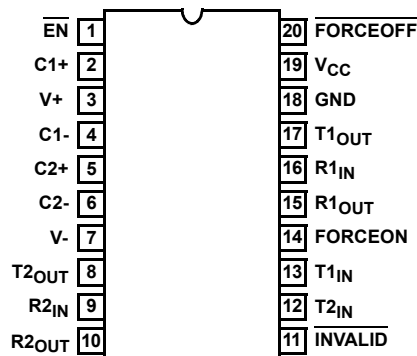 EN 1 20 FORCEOFF
C1+ 2 19 VCC
V+ 3 18 GND
C1- 4 17 T1OUT
C2+ 5 16 R1IN
C2- 6 15 R1OUT
V- 7 14 FORCEON
T2OUT 8 13 T1IN
R2IN 9 12 T2IN
R2OUT 10 11 INVALID